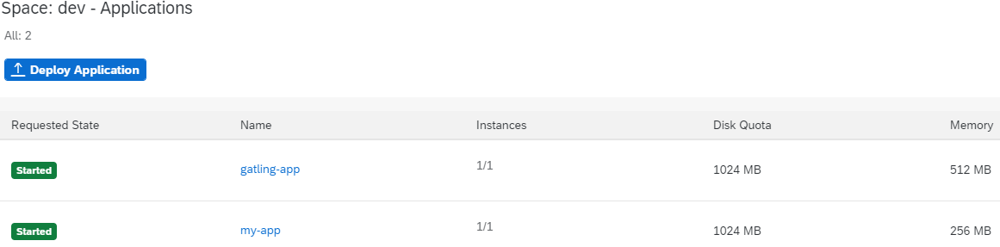 Space: dev - Applications
All: 2
Deploy Application
Requested State Name Instances Disk Quota Memory
Started gatling-app 1/1 1024 MB 512 MB
Started my-app 1/1 1024 MB 256 MB